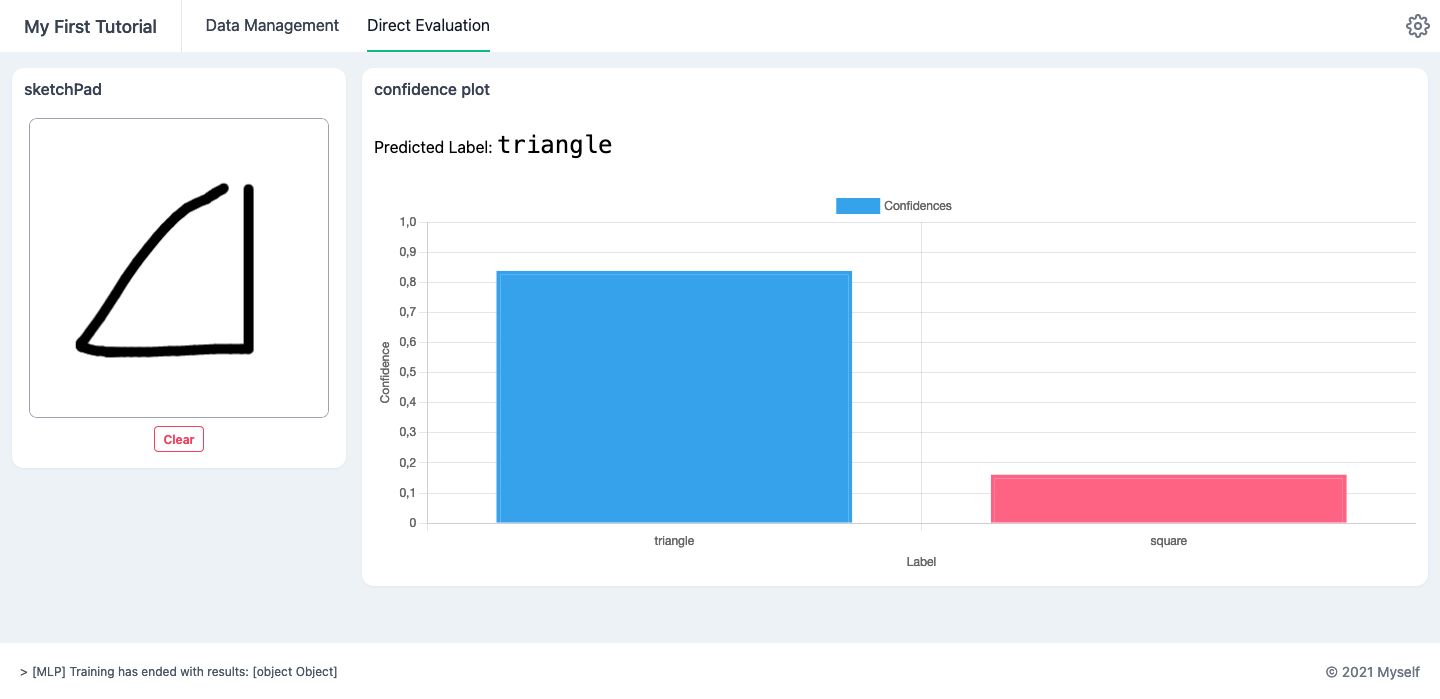 My First Tutorial
Data Management
Direct Evaluation
sketchPad
Clear
confidence plot
Predicted Label: triangle
Confidences
1,0
0,9
0,8
0,7
0,6
0,5
0,4
0,3
0,2
0,1
0
Confidence
triangle
square
Label
> [MLP] Training has ended with results: [object Object]
© 2021 Myself